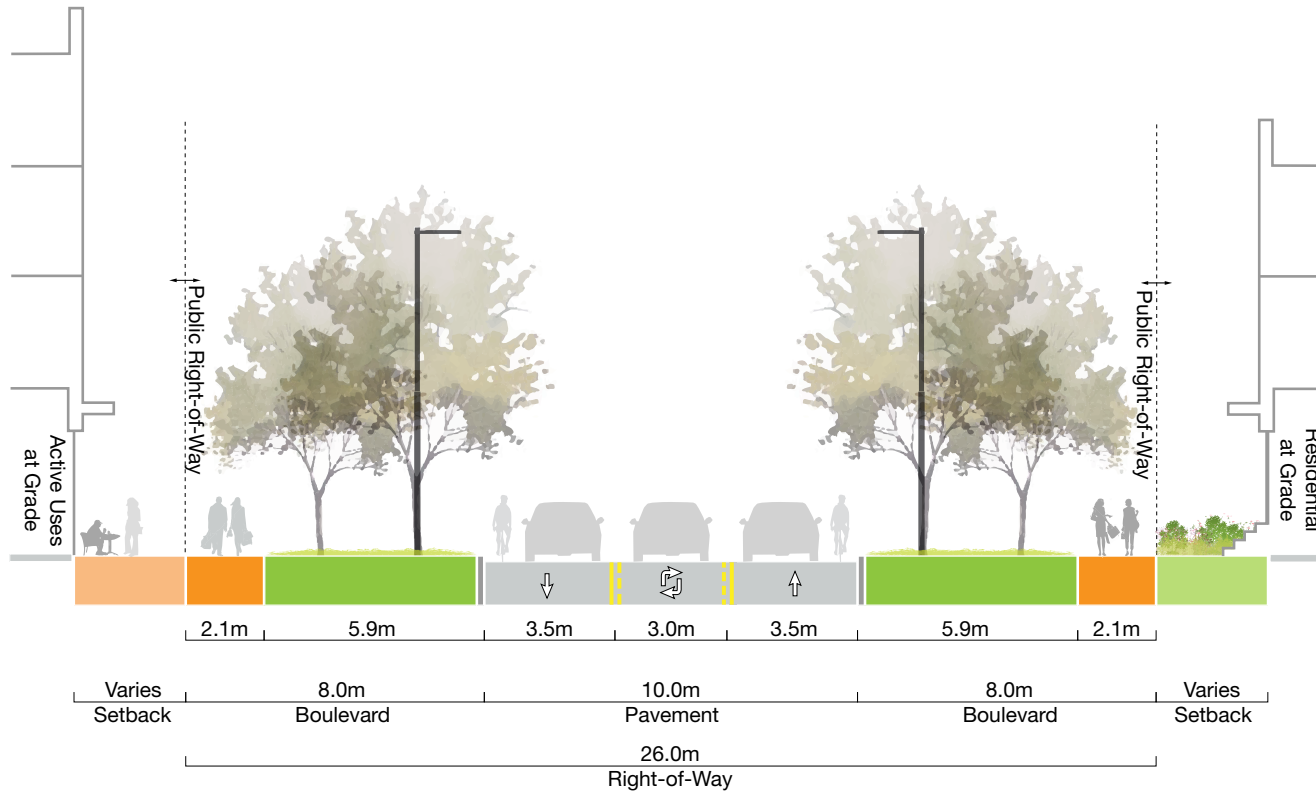 Public Right-of-Way
Public Right-of-Way
Active Uses
at Grade
Residential
at Grade
2.1m
5.9m
3.5m
3.0m
3.5m
5.9m
2.1m
Varies
8.0m
10.0m
8.0m
Varies
Setback
Boulevard
Pavement
Boulevard
Setback
26.0m
Right-of-Way